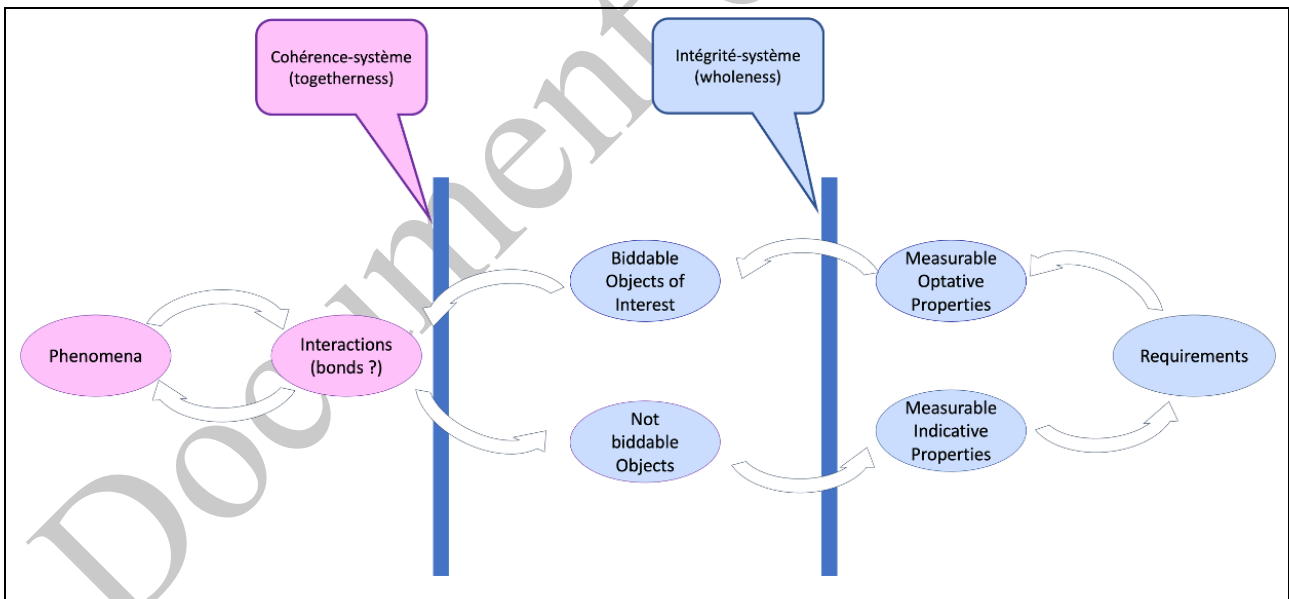 Cohérence-système
(togetherness)
Intégrité-système
(wholeness)
Biddable
Objects of
Interest
Measurable
Optative
Properties
Phenomena
Interactions
(bonds ?)
Requirements
Not
biddable
Objects
Measurable
Indicative
Properties
Document